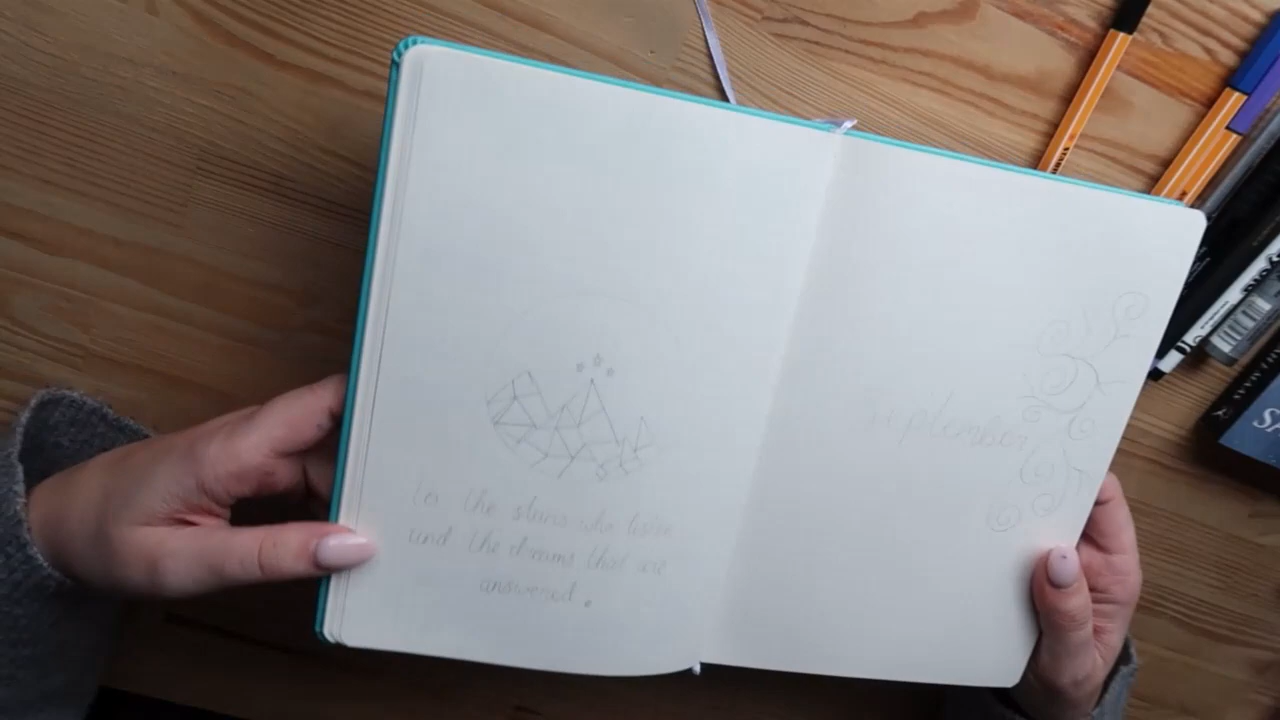 to the stars who listen
and the dreams that are
answered.
september